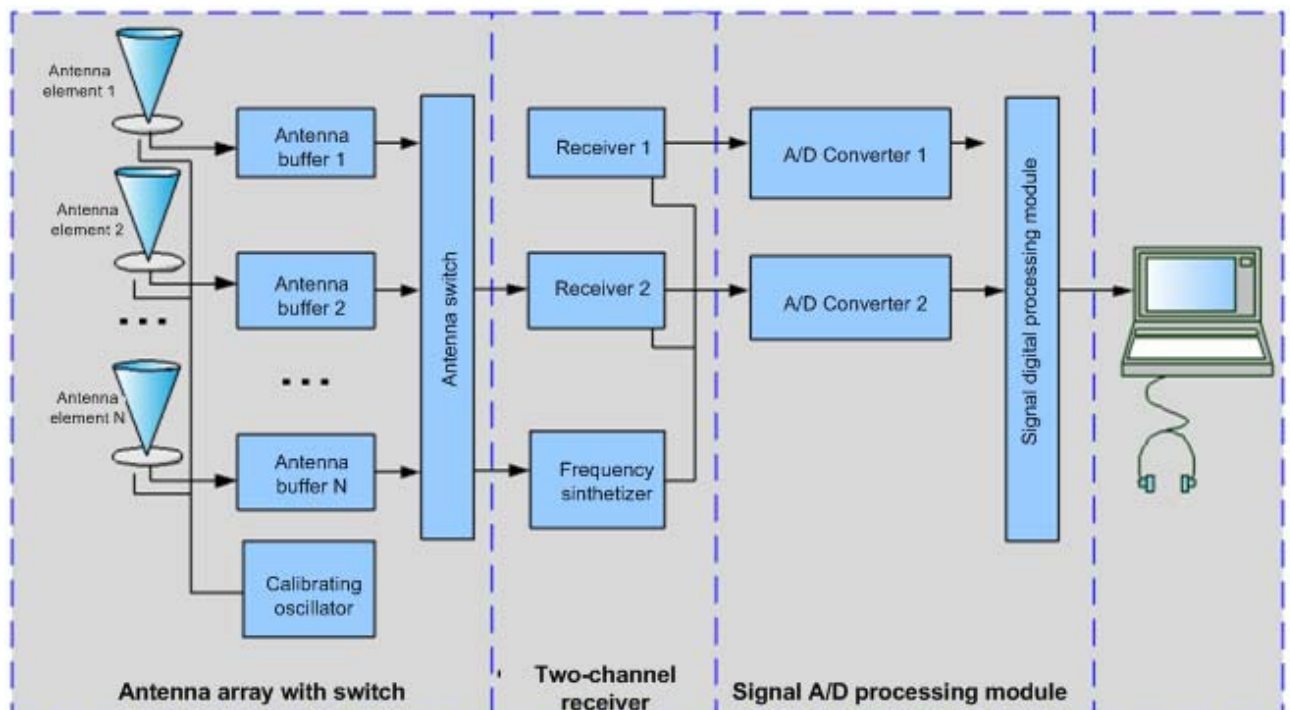 Antenna
element 1
Antenna
buffer 1
Antenna
element 2
Antenna
buffer 2
Antenna
element N
Antenna
buffer N
Calibrating
oscillator
Antenna switch
Receiver 1
Receiver 2
Frequency
sinthetizer
A/D Converter 1
A/D Converter 2
Signal digital processing module
Antenna array with switch
Two-channel
receiver
Signal A/D processing module